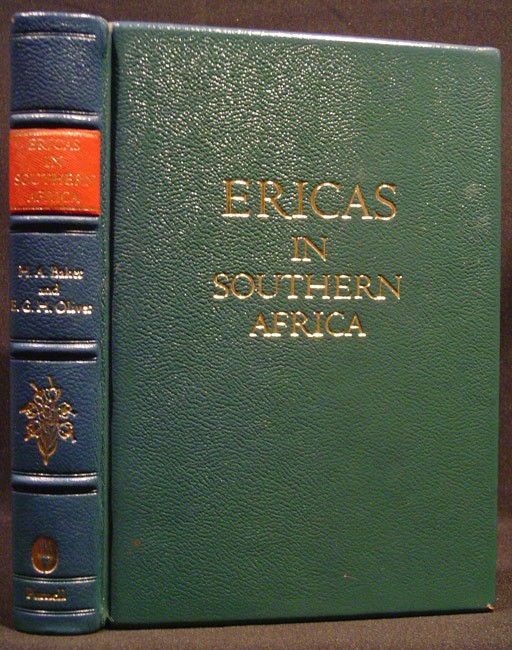 ERICAS
IN
SOUTHERN
AFRICA
H. A. Baker
and
E. G. H. Oliver
Purnell
ERICAS
IN
SOUTHERN
AFRICA